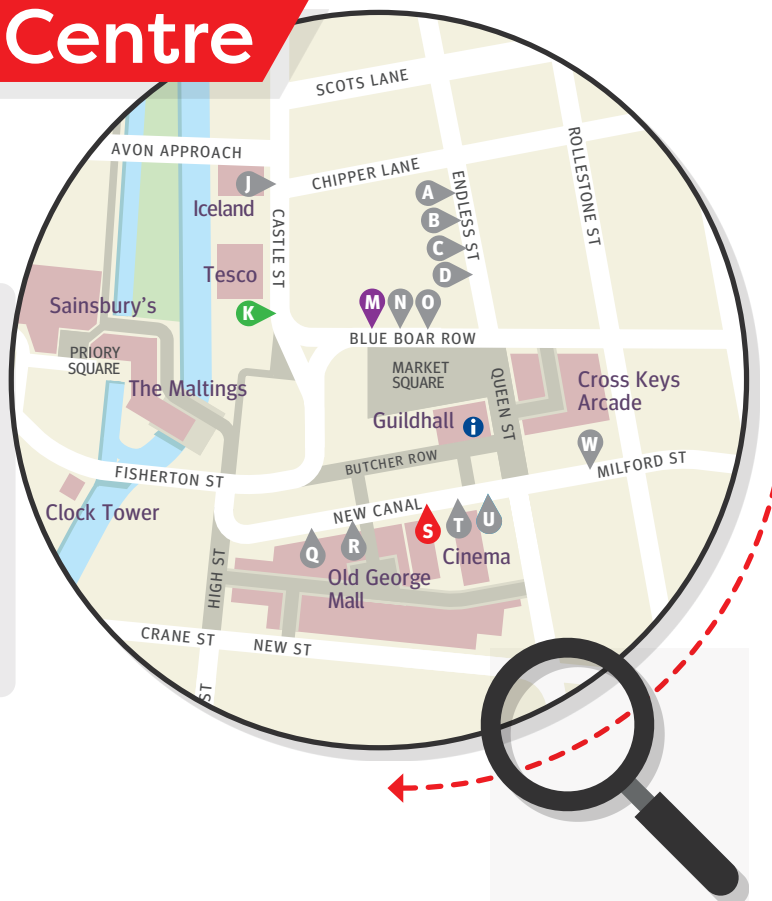 Centre
SCOTS LANE
AVON APPROACH
CHIPPER LANE
ROLLESTONE ST
ENDLESS ST
CASTLE ST
J
Iceland
A
B
C
D
Tesco
K
M
N
O
BLUE BOAR ROW
Sainsbury's
PRIORY
SQUARE
The Maltings
MARKET
SQUARE
QUEEN ST
Cross Keys
Arcade
Guildhall
i
W
MILFORD ST
BUTCHER ROW
FISHERTON ST
Clock Tower
NEW CANAL
Q
R
S
T
U
Cinema
Old George
Mall
HIGH ST
CRANE ST
NEW ST
ST